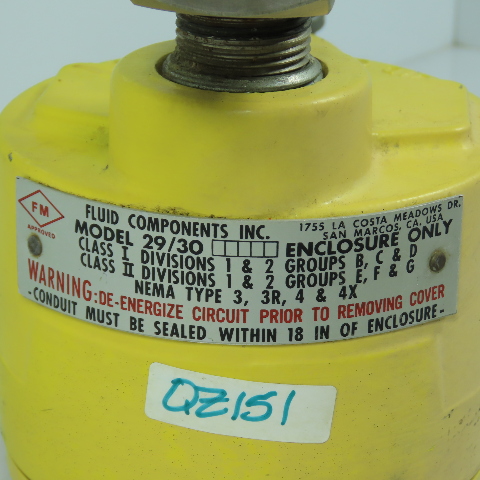 FM
APPROVED
FLUID COMPONENTS INC.
1755 LA COSTA MEADOWS DR.
SAN MARCOS, CA. USA
MODEL 29/30 ENCLOSURE ONLY
CLASS I DIVISIONS 1 & 2 GROUPS B, C & D
CLASS II DIVISIONS 1 & 2 GROUPS E, F & G
NEMA TYPE 3, 3R, 4 & 4X
WARNING: DE-ENERGIZE CIRCUIT PRIOR TO REMOVING COVER
-CONDUIT MUST BE SEALED WITHIN 18 IN OF ENCLOSURE-
QZ151